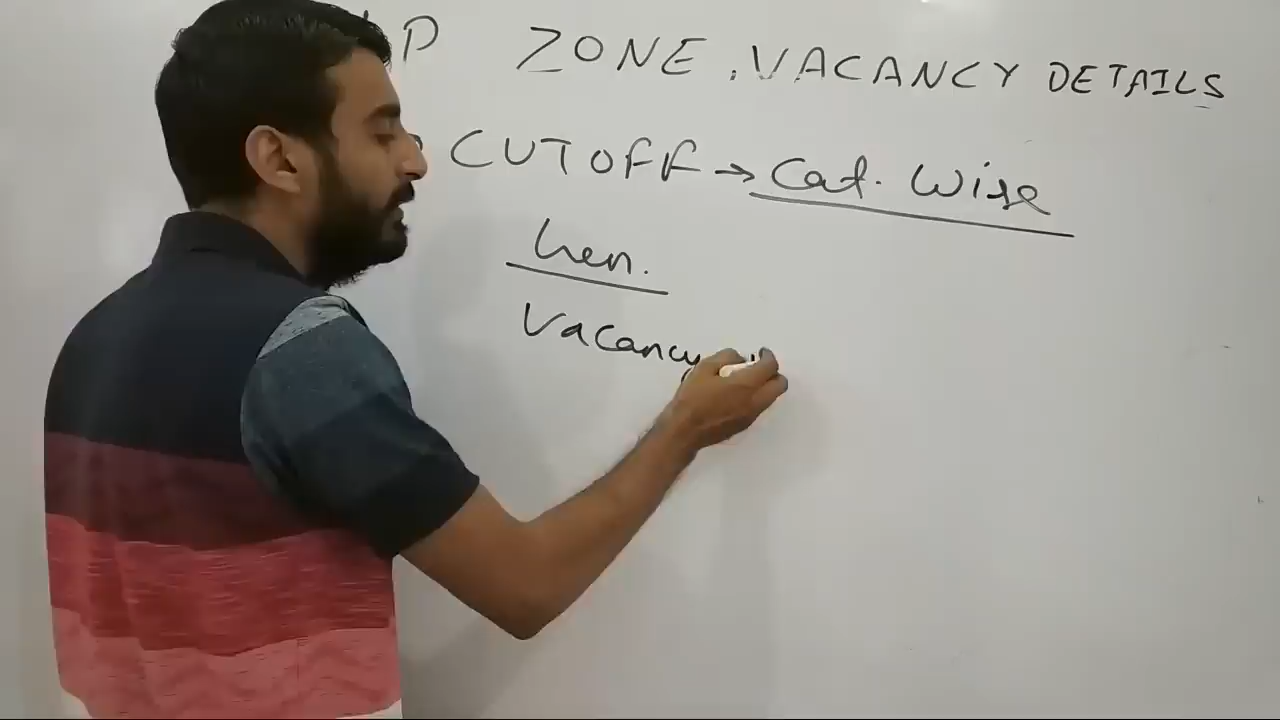 ZONE, VACANCY DETAILS
CUTOFF → Cat. Wise
Gen.
Vacancy